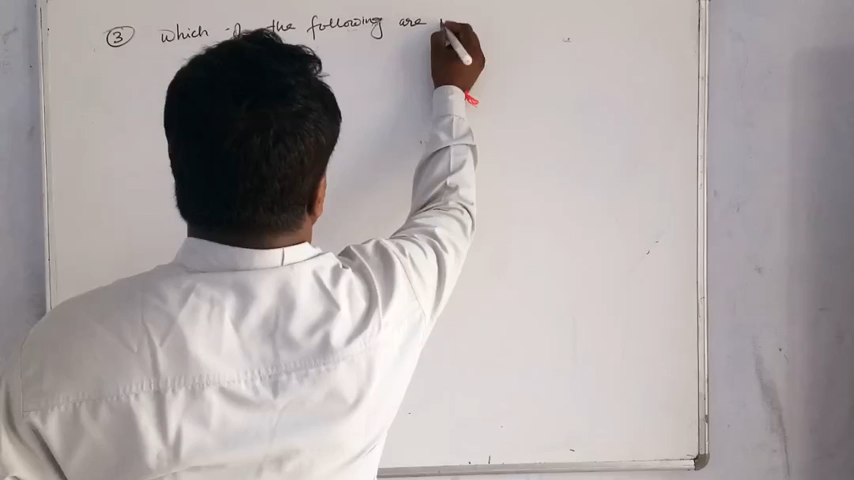 ③ which of the following are